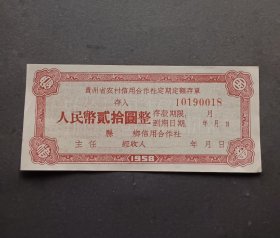 貴州省农村信用合作社定期定額存單
存入 10190018
人民幣貳拾圓整 存款期限: 月
到期日期: 年 月 日
縣 鄉信用合作社
主任 經收人 年 月 日
1958